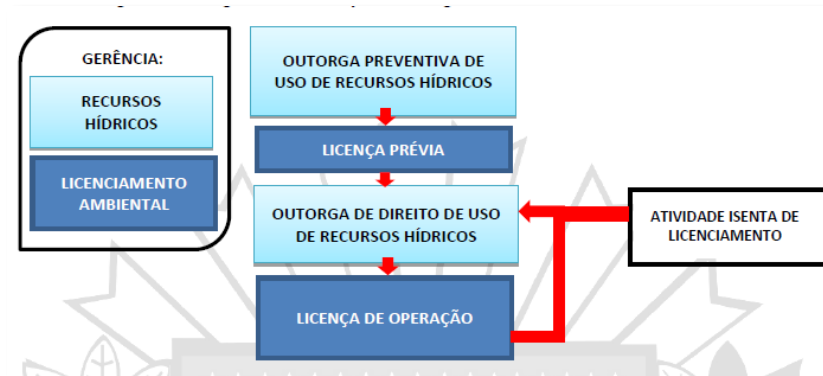 GERÊNCIA:
RECURSOS
HÍDRICOS
LICENCIAMENTO
AMBIENTAL
OUTORGA PREVENTIVA DE
USO DE RECURSOS HÍDRICOS
LICENÇA PRÉVIA
OUTORGA DE DIREITO DE USO
DE RECURSOS HÍDRICOS
LICENÇA DE OPERAÇÃO
ATIVIDADE ISENTA DE
LICENCIAMENTO